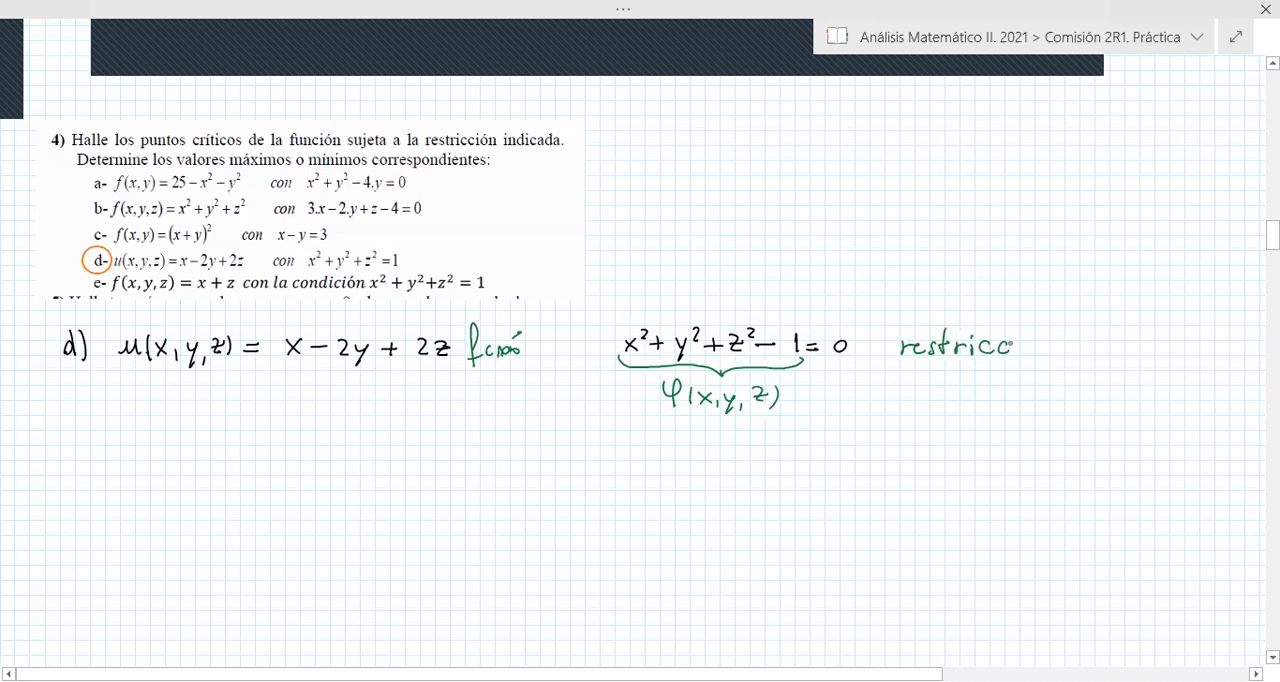 Análisis Matemático II. 2021 > Comisión 2R1. Práctica
4) Halle los puntos críticos de la función sujeta a la restricción indicada.
Determine los valores máximos o mínimos correspondientes:
a- f(x,y) = 25 − x² − y² con x² + y² − 4.y = 0
b- f(x,y,z) = x² + y² + z² con 3.x − 2.y + z − 4 = 0
c- f(x,y) = (x + y)² con x − y = 3
d- u(x,y,z) = x − 2y + 2z con x² + y² + z² = 1
e- f(x,y,z) = x + z con la condición x² + y²+z² = 1
d) u(x,y,z) = x − 2y + 2z fción x² + y² + z² − 1 = 0 restricc
φ(x,y,z)